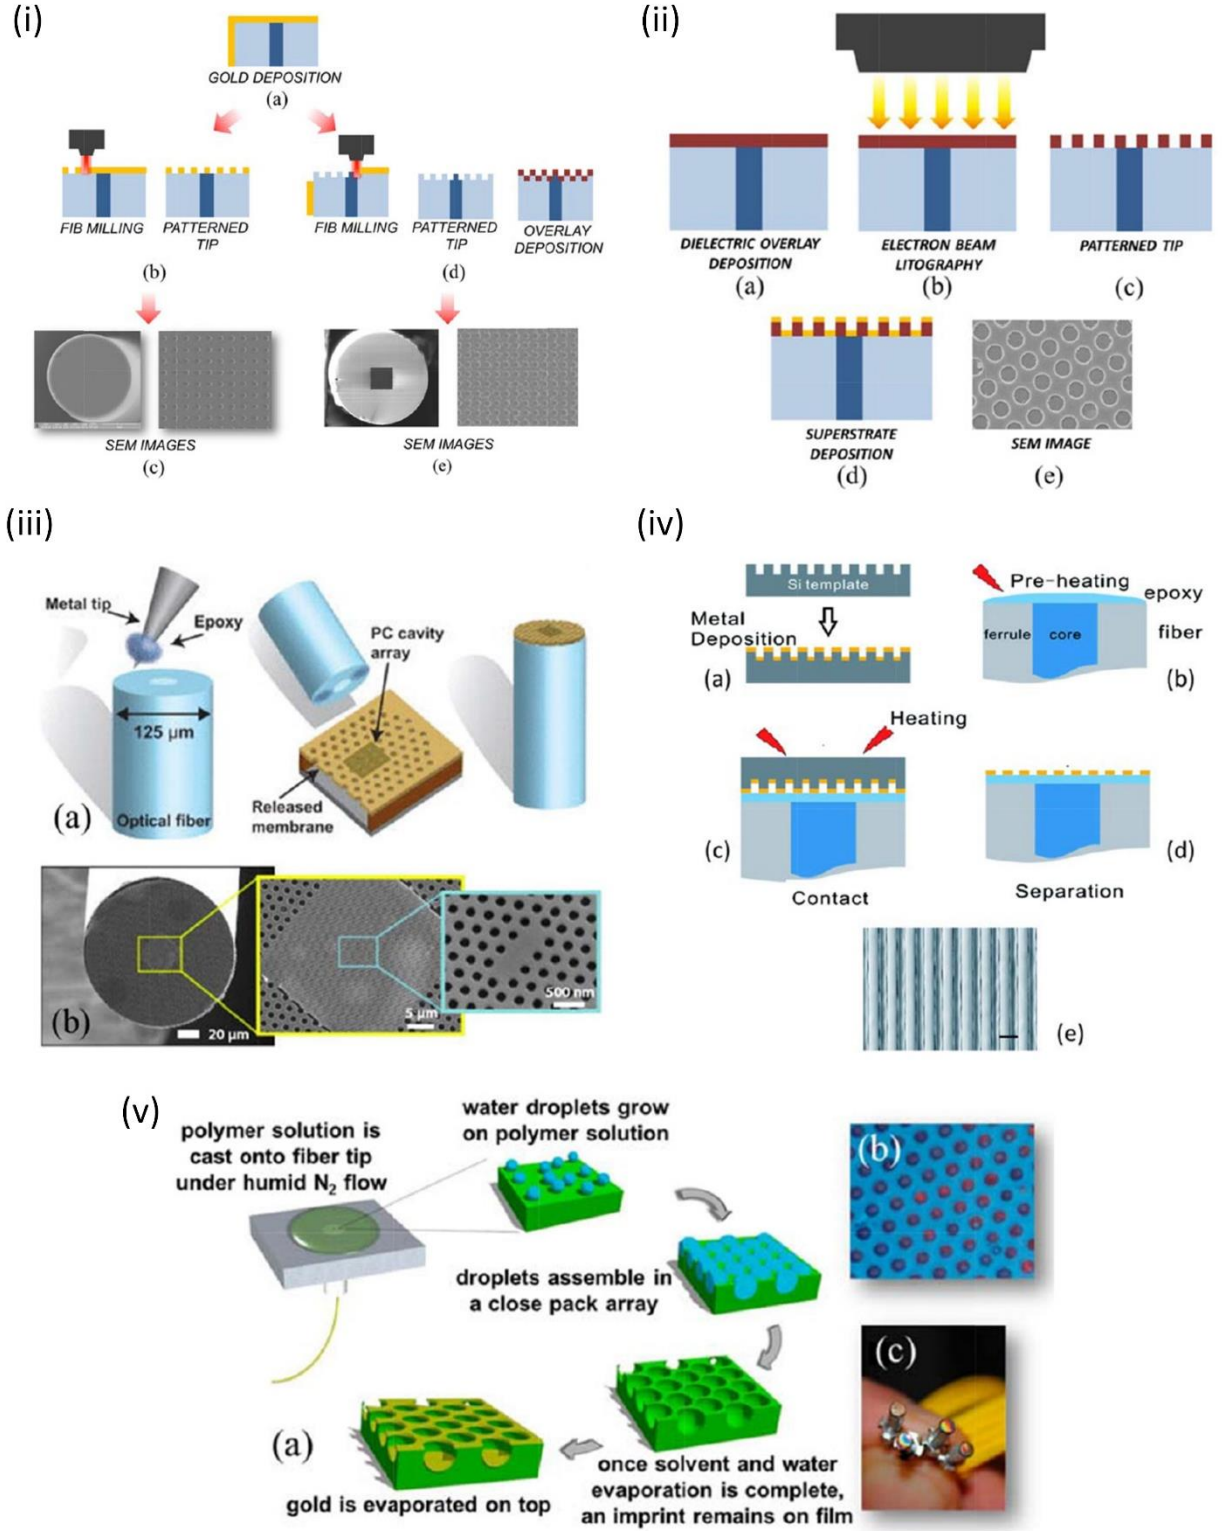 (i)
GOLD DEPOSITION
(a)
FIB MILLING
PATTERNED
TIP
(b)
FIB MILLING
PATTERNED
TIP
OVERLAY
DEPOSITION
(d)
SEM IMAGES
(c)
SEM IMAGES
(e)
(ii)
DIELECTRIC OVERLAY
DEPOSITION
(a)
ELECTRON BEAM
LITOGRAPHY
(b)
PATTERNED TIP
(c)
SUPERSTRATE
DEPOSITION
(d)
SEM IMAGE
(e)
(iii)
Metal tip
Epoxy
125 µm
Optical fiber
(a)
PC cavity
array
Released
membrane
(b)
20 µm
5 µm
500 nm
(iv)
Si template
Metal
Deposition
(a)
Pre-heating
epoxy
ferrule
core
fiber
(b)
Heating
(c)
Contact
(d)
Separation
(e)
(v)
polymer solution is
cast onto fiber tip
under humid N₂ flow
water droplets grow
on polymer solution
droplets assemble in
a close pack array
once solvent and water
evaporation is complete,
an imprint remains on film
gold is evaporated on top
(a)
(b)
(c)